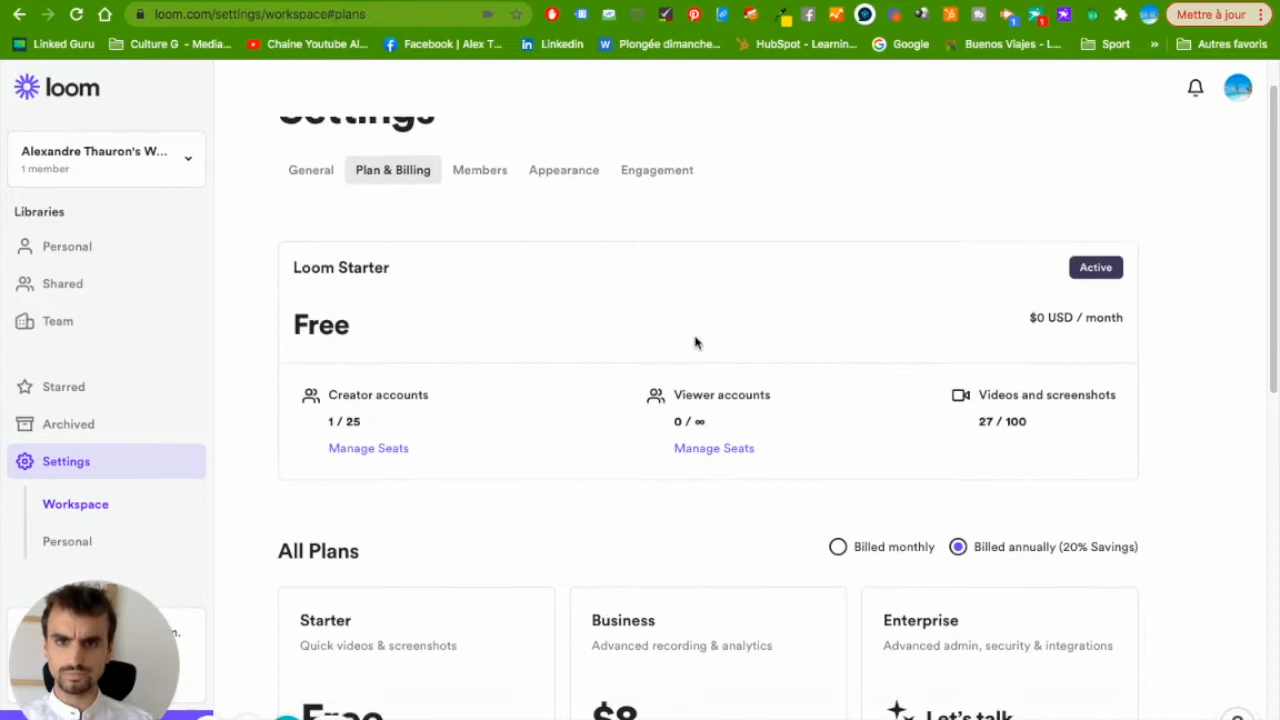 loom.com/settings/workspace#plans
Mettre à jour
Linked Guru
Culture G - Media...
Chaine Youtube Al...
Facebook | Alex T...
Linkedin
Plongée dimanche...
HubSpot - Learnin...
Google
Buenos Viajes - L...
Sport
»
Autres favoris
loom
Settings
Alexandre Thauron's W...
1 member
General
Plan & Billing
Members
Appearance
Engagement
Libraries
Personal
Shared
Team
Starred
Archived
Settings
Workspace
Personal
Loom Starter
Active
Free
$0 USD / month
Creator accounts
1 / 25
Manage Seats
Viewer accounts
0 / ∞
Manage Seats
Videos and screenshots
27 / 100
All Plans
Billed monthly
Billed annually (20% Savings)
Starter
Quick videos & screenshots
Free
Business
Advanced recording & analytics
$8
Enterprise
Advanced admin, security & integrations
Let's talk